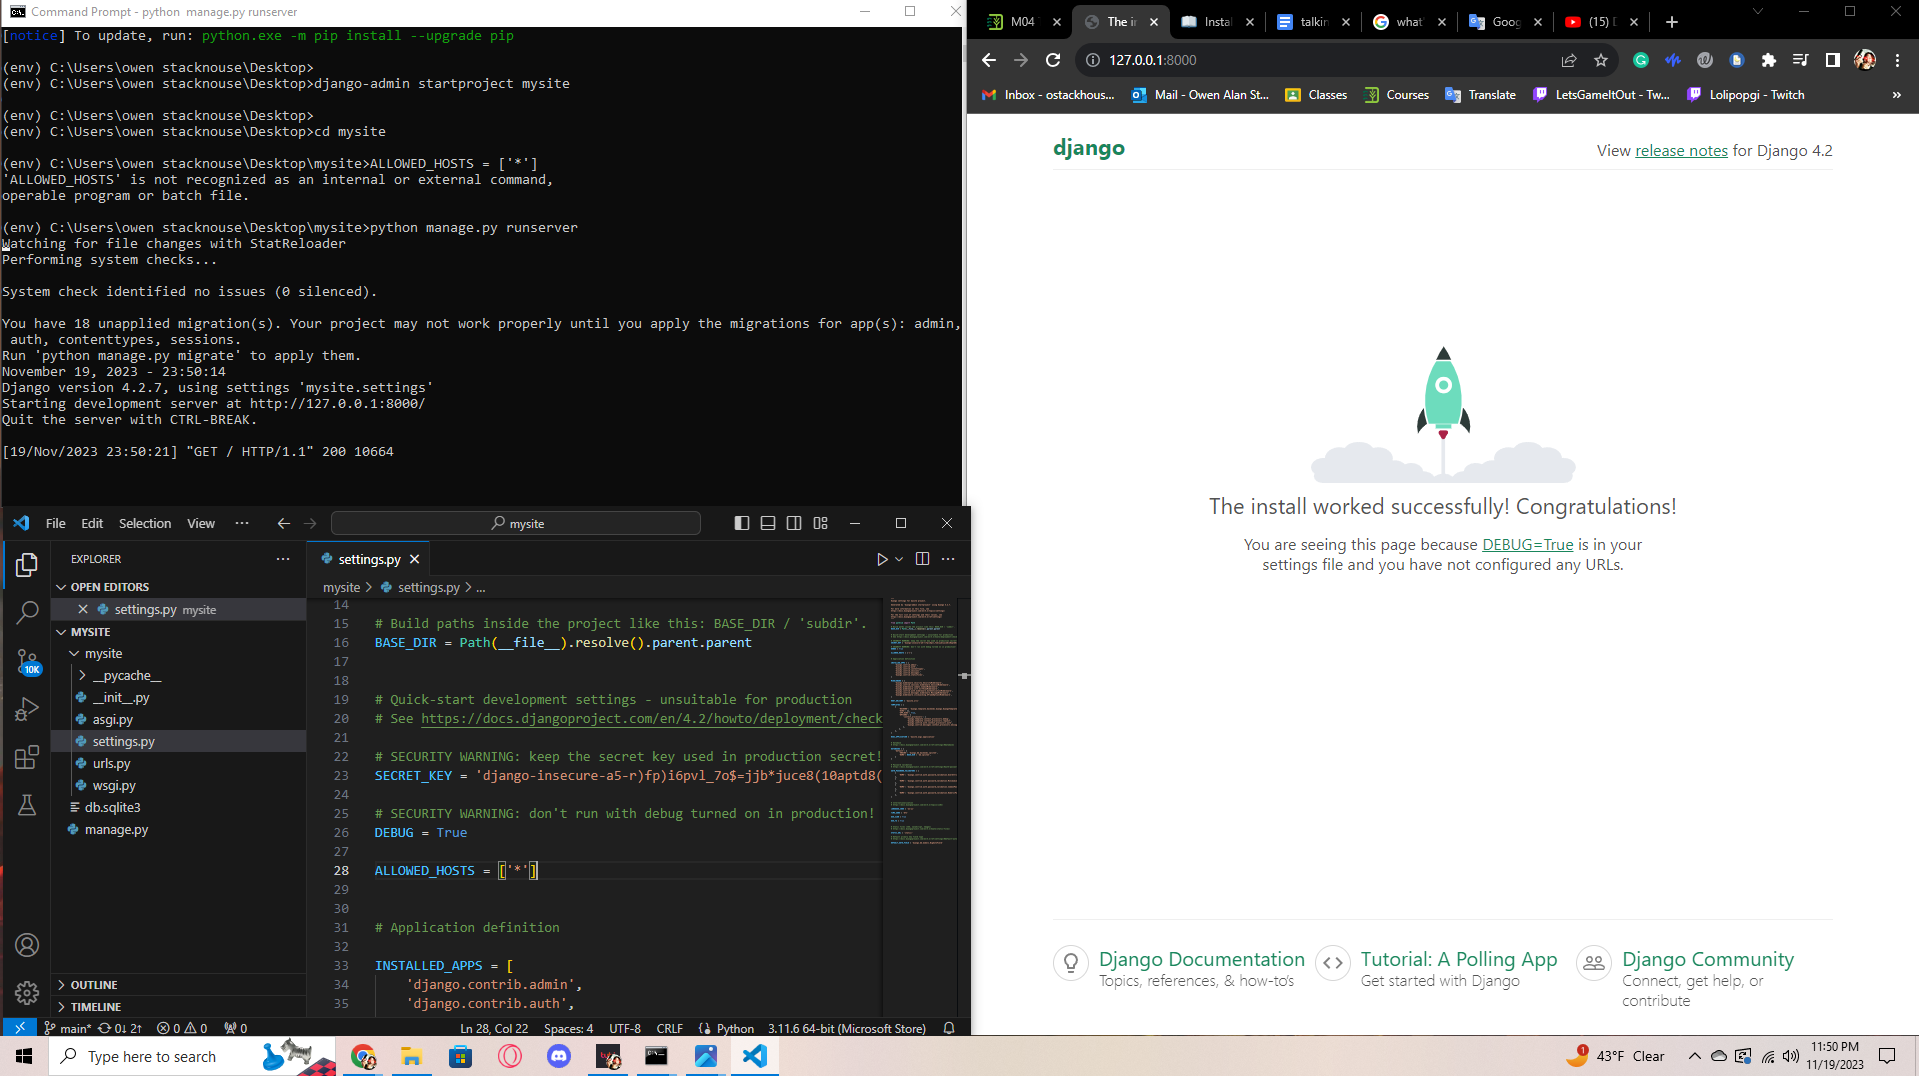 Command Prompt - python  manage.py runserver
[notice] To update, run: python.exe -m pip install --upgrade pip
(env) C:\Users\owen stacknouse\Desktop>
(env) C:\Users\owen stacknouse\Desktop>django-admin startproject mysite
(env) C:\Users\owen stacknouse\Desktop>
(env) C:\Users\owen stacknouse\Desktop>cd mysite
(env) C:\Users\owen stacknouse\Desktop\mysite>ALLOWED_HOSTS = ['*']
'ALLOWED_HOSTS' is not recognized as an internal or external command,
operable program or batch file.
(env) C:\Users\owen stacknouse\Desktop\mysite>python manage.py runserver
Watching for file changes with StatReloader
Performing system checks...
System check identified no issues (0 silenced).
You have 18 unapplied migration(s). Your project may not work properly until you apply the migrations for app(s): admin,
auth, contenttypes, sessions.
Run 'python manage.py migrate' to apply them.
November 19, 2023 - 23:50:14
Django version 4.2.7, using settings 'mysite.settings'
Starting development server at http://127.0.0.1:8000/
Quit the server with CTRL-BREAK.
[19/Nov/2023 23:50:21] "GET / HTTP/1.1" 200 10664
M04
The in
Instal
talkin
what'
Goog
(15) D
127.0.0.1:8000
Inbox - ostackhous...
Mail - Owen Alan St...
Classes
Courses
Translate
LetsGameItOut - Tw...
Lolipopgi - Twitch
»
django
View release notes for Django 4.2
The install worked successfully! Congratulations!
You are seeing this page because DEBUG=True is in your
settings file and you have not configured any URLs.
Django Documentation
Topics, references, & how-to's
Tutorial: A Polling App
Get started with Django
Django Community
Connect, get help, or
contribute
File Edit Selection View ...
mysite
EXPLORER
OPEN EDITORS
settings.py mysite
MYSITE
mysite
__pycache__
__init__.py
asgi.py
settings.py
urls.py
wsgi.py
db.sqlite3
manage.py
OUTLINE
TIMELINE
10K
settings.py
mysite > settings.py > ...
14
15 # Build paths inside the project like this: BASE_DIR / 'subdir'.
16 BASE_DIR = Path(__file__).resolve().parent.parent
17
18
19 # Quick-start development settings - unsuitable for production
20 # See https://docs.djangoproject.com/en/4.2/howto/deployment/check
21
22 # SECURITY WARNING: keep the secret key used in production secret!
23 SECRET_KEY = 'django-insecure-a5-r)fp)i6pvl_7o$=jjb*juce8(10aptd8(
24
25 # SECURITY WARNING: don't run with debug turned on in production!
26 DEBUG = True
27
28 ALLOWED_HOSTS = ['*']
29
30
31 # Application definition
32
33 INSTALLED_APPS = [
34 'django.contrib.admin',
35 'django.contrib.auth',
main* 0↓ 2↑ 0 0 0
Ln 28, Col 22 Spaces: 4 UTF-8 CRLF Python 3.11.6 64-bit (Microsoft Store)
Type here to search
1
43°F Clear
11:50 PM
11/19/2023